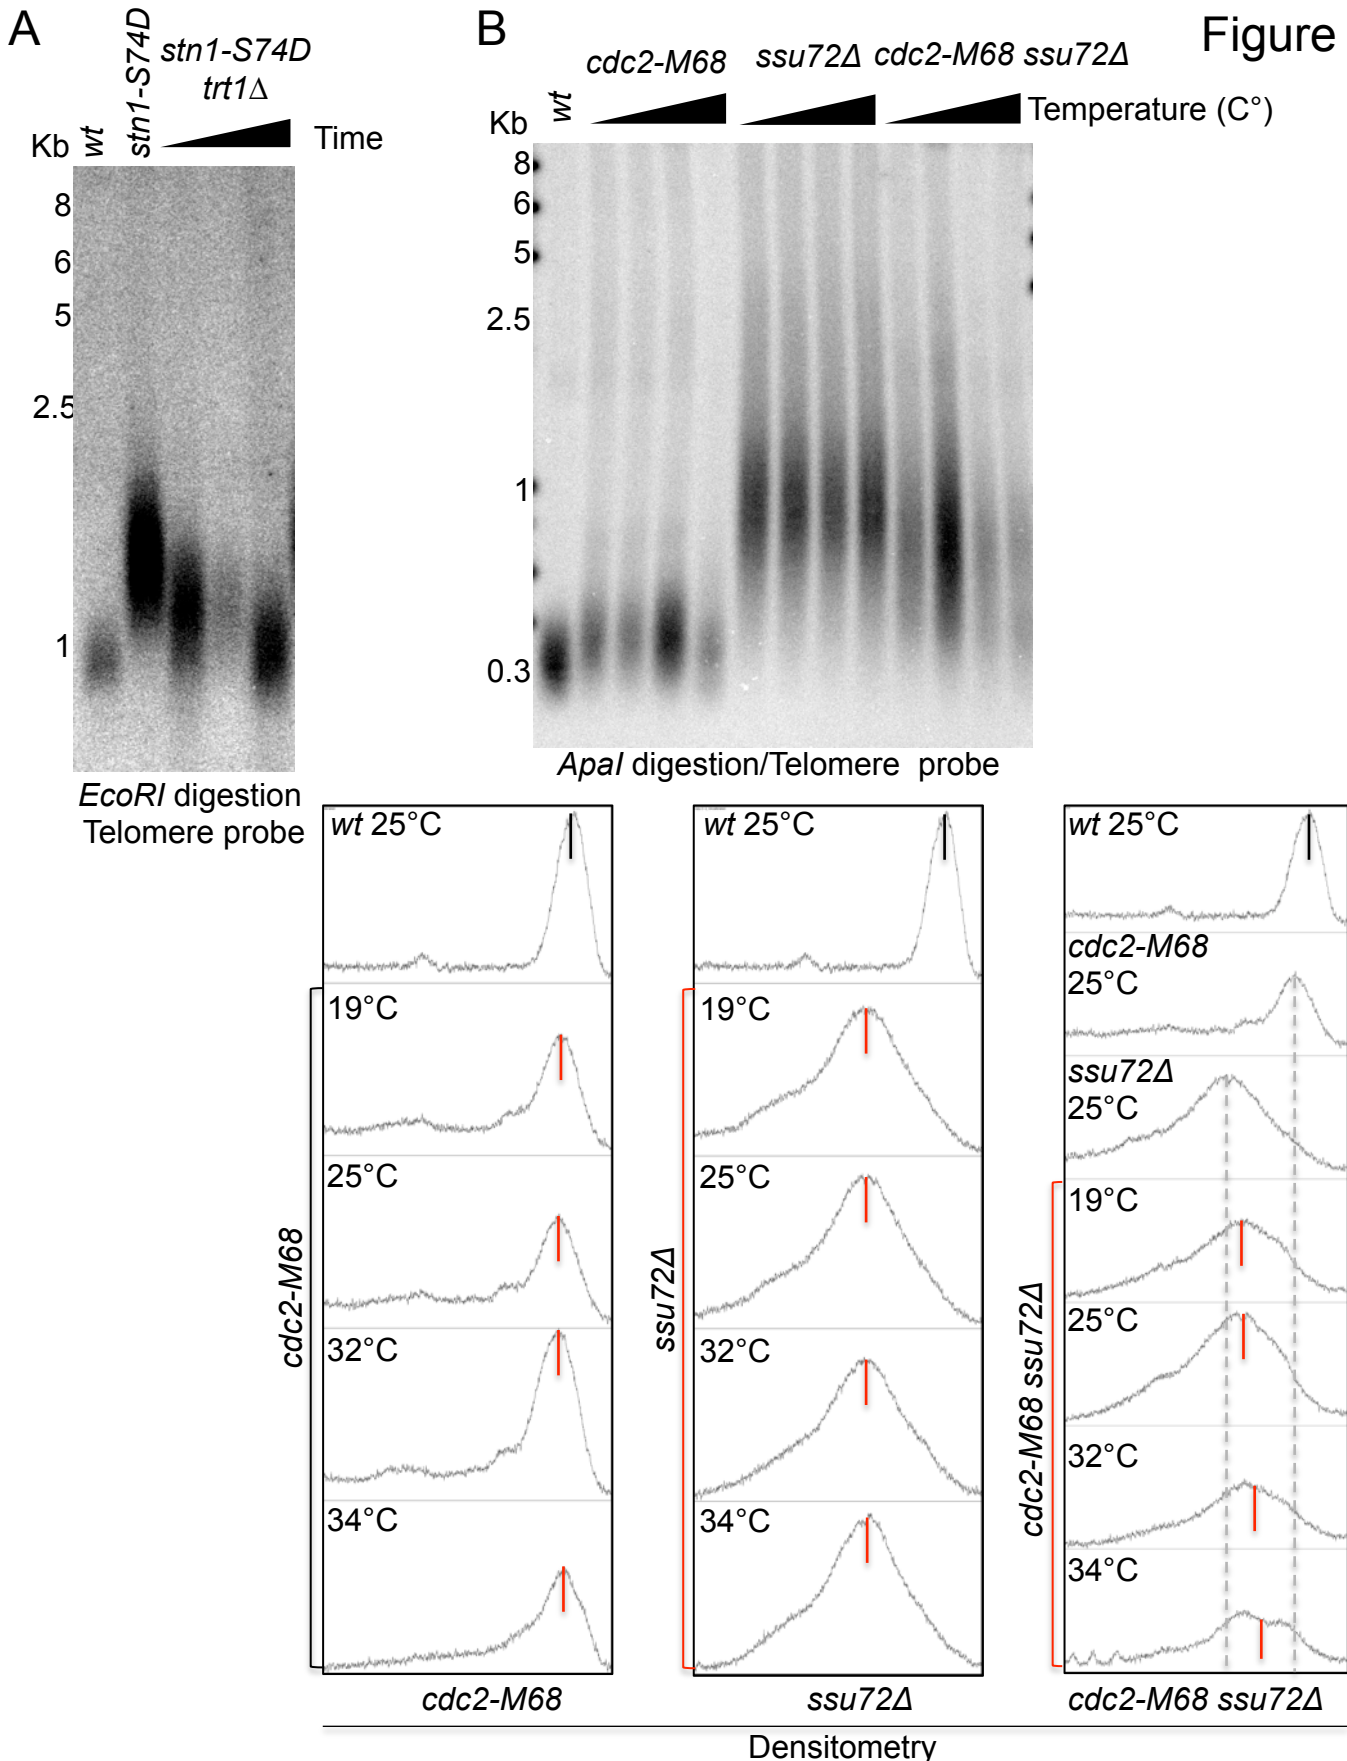 A
B
Figure
wt
stn1-S74D
stn1-S74D
trt1Δ
Time
Kb
8
6
5
2.5
1
EcoRI digestion
Telomere probe
wt
cdc2-M68
ssu72Δ
cdc2-M68 ssu72Δ
Temperature (C°)
Kb
8
6
5
2.5
1
0.3
ApaI digestion/Telomere probe
wt 25°C
19°C
25°C
32°C
34°C
cdc2-M68
cdc2-M68
wt 25°C
19°C
25°C
32°C
34°C
ssu72Δ
ssu72Δ
wt 25°C
cdc2-M68
25°C
ssu72Δ
25°C
19°C
25°C
32°C
34°C
cdc2-M68 ssu72Δ
cdc2-M68 ssu72Δ
Densitometry